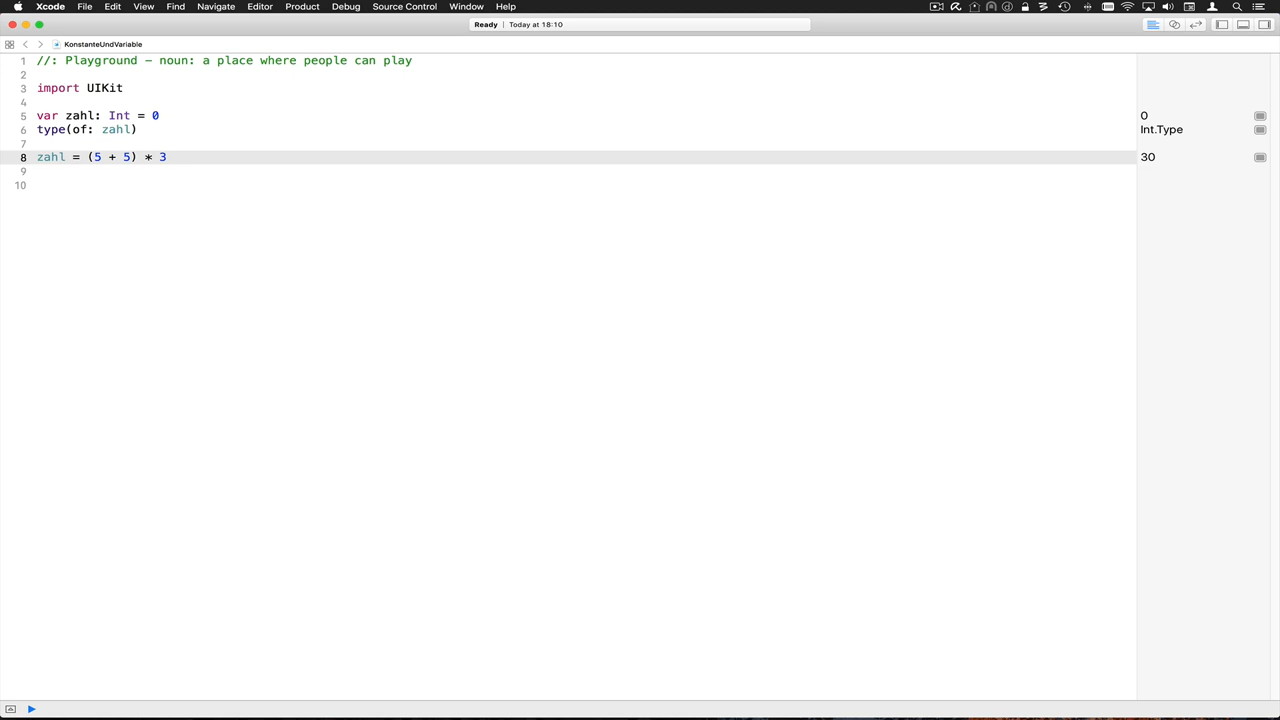 Xcode File Edit View Find Navigate Editor Product Debug Source Control Window Help
Ready | Today at 18:10
KonstanteUndVariable
1 //: Playground - noun: a place where people can play
2
3 import UIKit
4
5 var zahl: Int = 0 0
6 type(of: zahl) Int.Type
7
8 zahl = (5 + 5) * 3 30
9
10